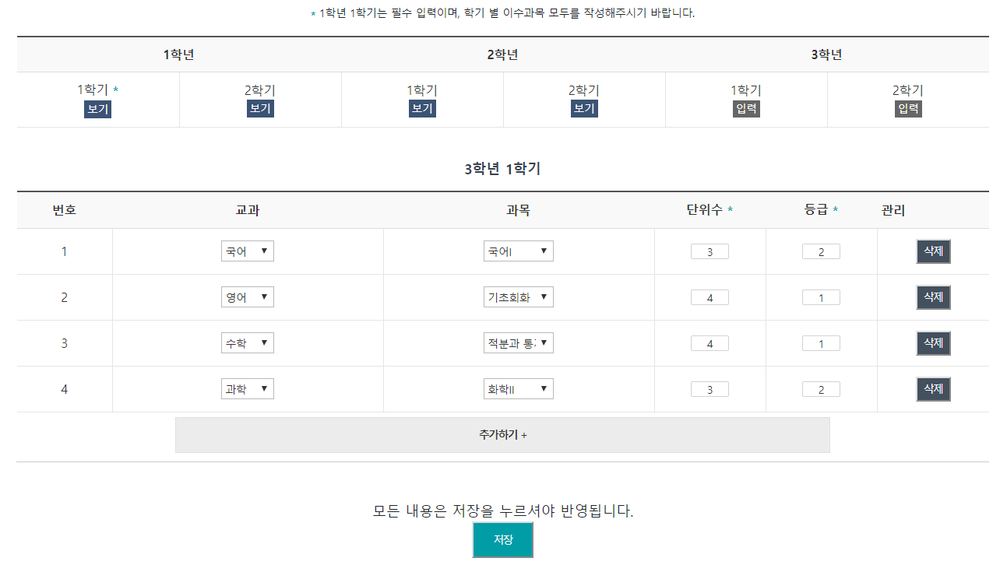 * 1학년 1학기는 필수 입력이며, 학기 별 이수과목 모두를 작성해주시기 바랍니다.
1학년 2학년 3학년
1학기 * 2학기 1학기 2학기 1학기 2학기
보기 보기 보기 보기 입력 입력
3학년 1학기
번호 교과 과목 단위수 * 등급 * 관리
1 국어 국어I 3 2 삭제
2 영어 기초회화 4 1 삭제
3 수학 적분과 4 1 삭제
4 과학 화학II 3 2 삭제
추가하기 +
모든 내용은 저장을 누르셔야 반영됩니다.
저장